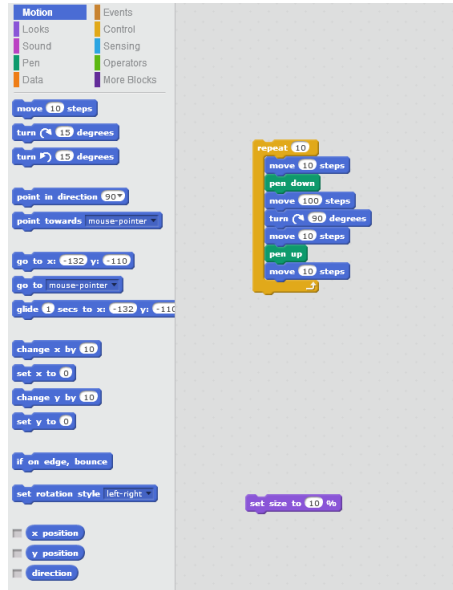 Motion Events
Looks Control
Sound Sensing
Pen Operators
Data More Blocks
move 10 steps
turn 15 degrees
turn 15 degrees
point in direction 90
point towards mouse-pointer
go to x: -132 y: -110
go to mouse-pointer
glide 1 secs to x: -132 y: -110
change x by 10
set x to 0
change y by 10
set y to 0
if on edge, bounce
set rotation style left-right
x position
y position
direction
repeat 10
move 10 steps
pen down
move 100 steps
turn 90 degrees
move 10 steps
pen up
move 10 steps
set size to 10 %